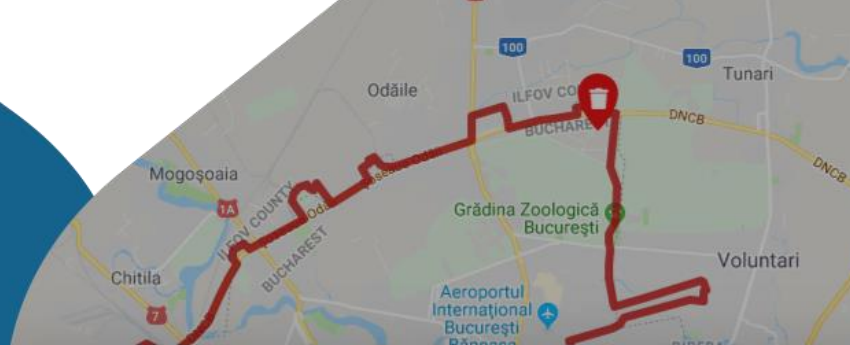 100
100
Tunari
Odăile
ILFOV CO
BUCHAREST
DNCB
DNCB
Mogoșoaia
1A
ILFOV COUNTY
BUCHAREST
Grădina Zoologică
București
Voluntari
Chitila
7
Aeroportul
Internațional
București